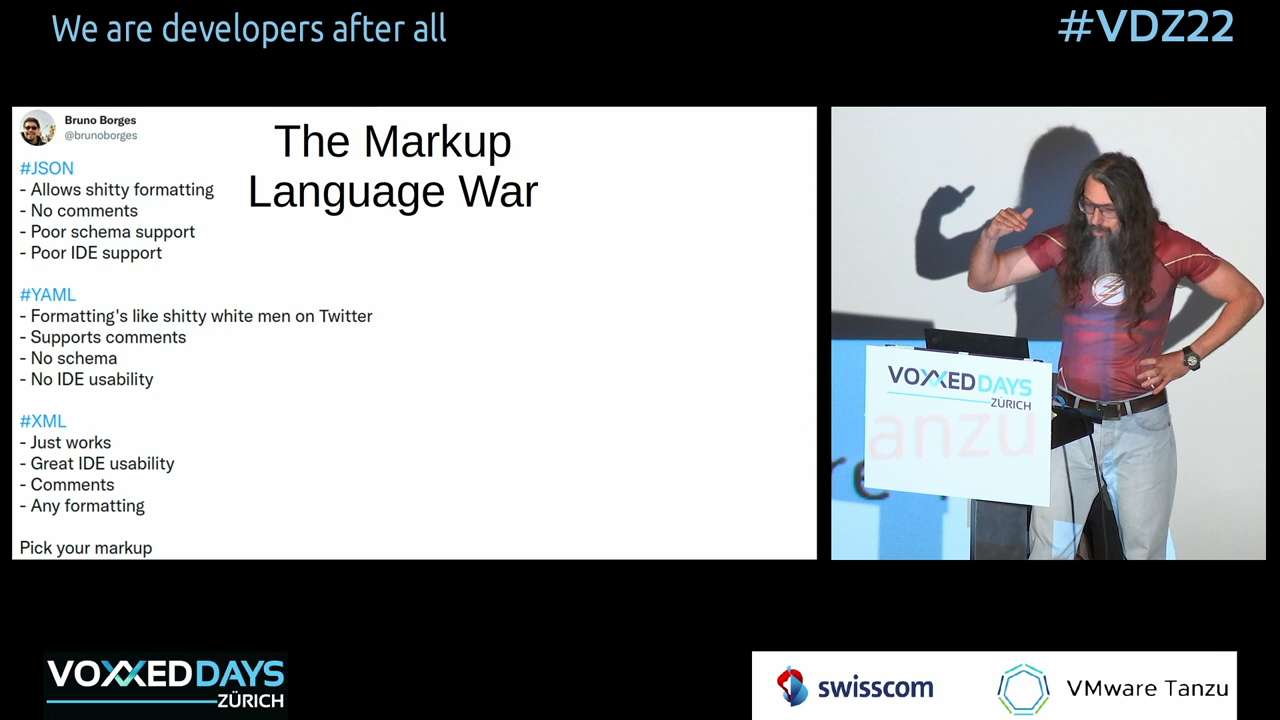 We are developers after all
#VDZ22
Bruno Borges
@brunoborges
The Markup
Language War
#JSON
- Allows shitty formatting
- No comments
- Poor schema support
- Poor IDE support
#YAML
- Formatting's like shitty white men on Twitter
- Supports comments
- No schema
- No IDE usability
#XML
- Just works
- Great IDE usability
- Comments
- Any formatting
Pick your markup
VOXXED DAYS
ZÜRICH
anzu
re
VOXXED DAYS
ZÜRICH
swisscom
VMware Tanzu